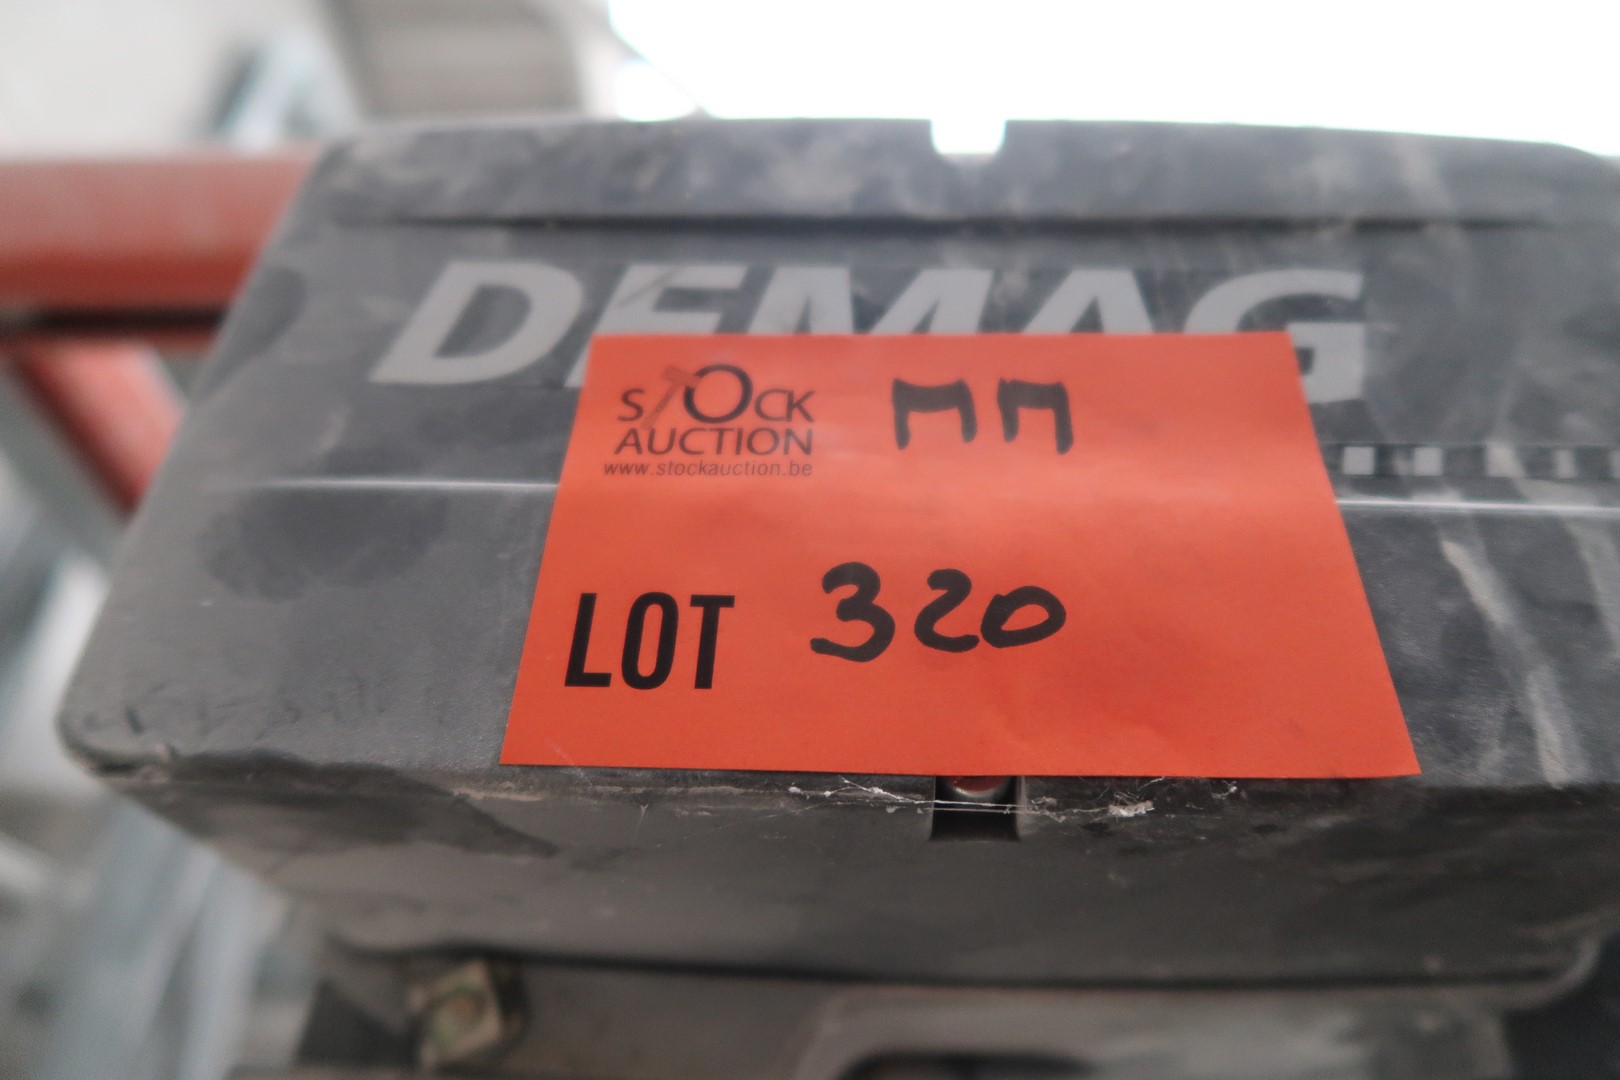 DEMAG
STOCK MM
AUCTION
www.stockauction.be
LOT 320